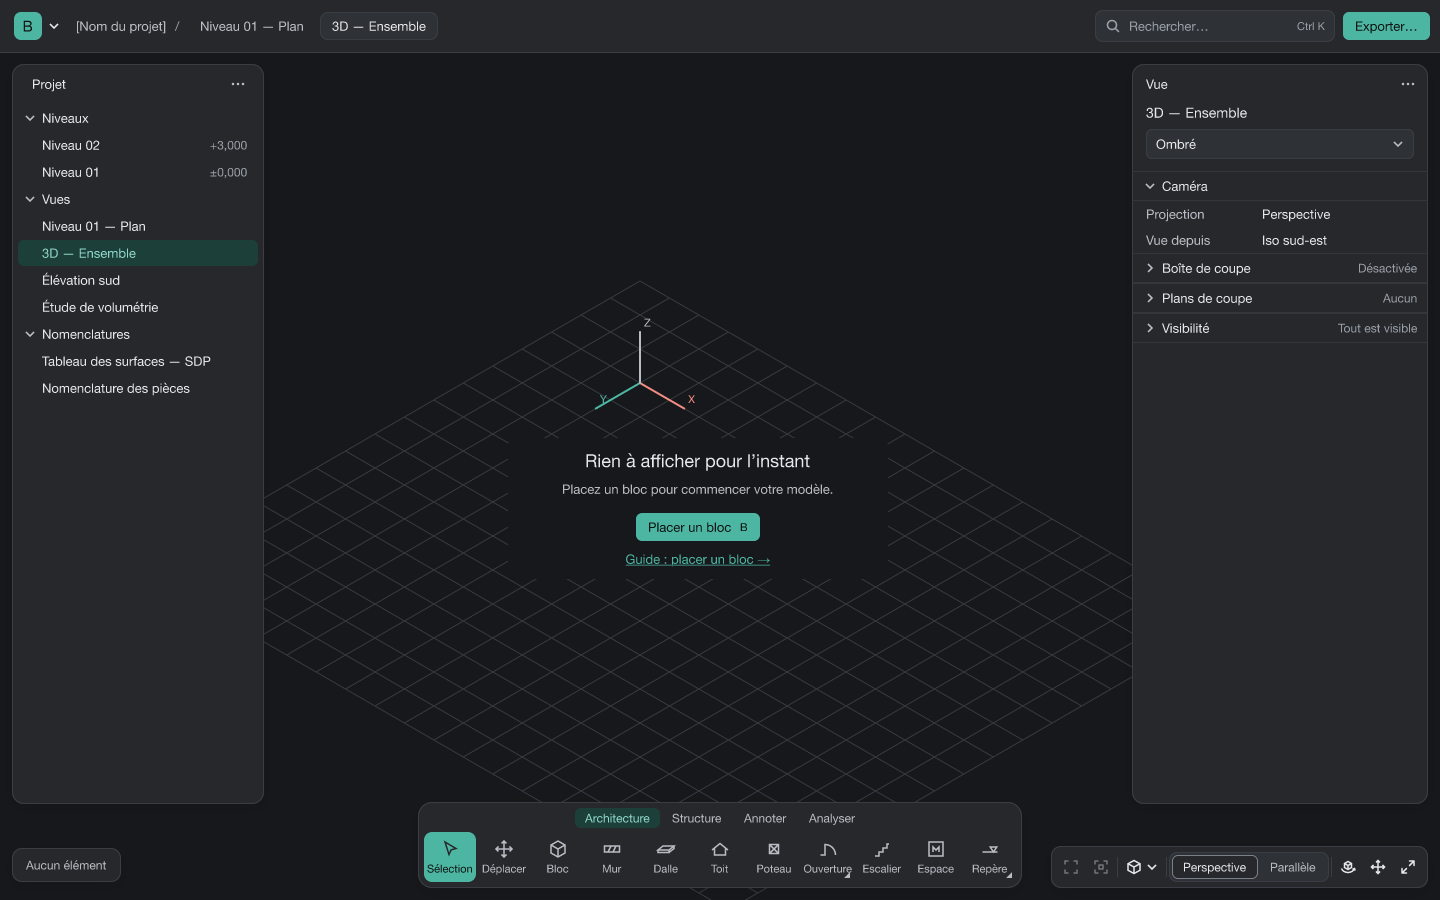 B [Nom du projet] / Niveau 01 — Plan 3D — Ensemble Rechercher… Ctrl K Exporter…
Projet
Niveaux
Niveau 02 +3,000
Niveau 01 ±0,000
Vues
Niveau 01 — Plan
3D — Ensemble
Élévation sud
Étude de volumétrie
Nomenclatures
Tableau des surfaces — SDP
Nomenclature des pièces
Z
Y
X
Rien à afficher pour l’instant
Placez un bloc pour commencer votre modèle.
Placer un bloc B
Guide : placer un bloc →
Vue
3D — Ensemble
Ombré
Caméra
Projection Perspective
Vue depuis Iso sud-est
Boîte de coupe Désactivée
Plans de coupe Aucun
Visibilité Tout est visible
Aucun élément
Architecture Structure Annoter Analyser
Sélection Déplacer Bloc Mur Dalle Toit Poteau Ouverture Escalier Espace Repère
Perspective Parallèle